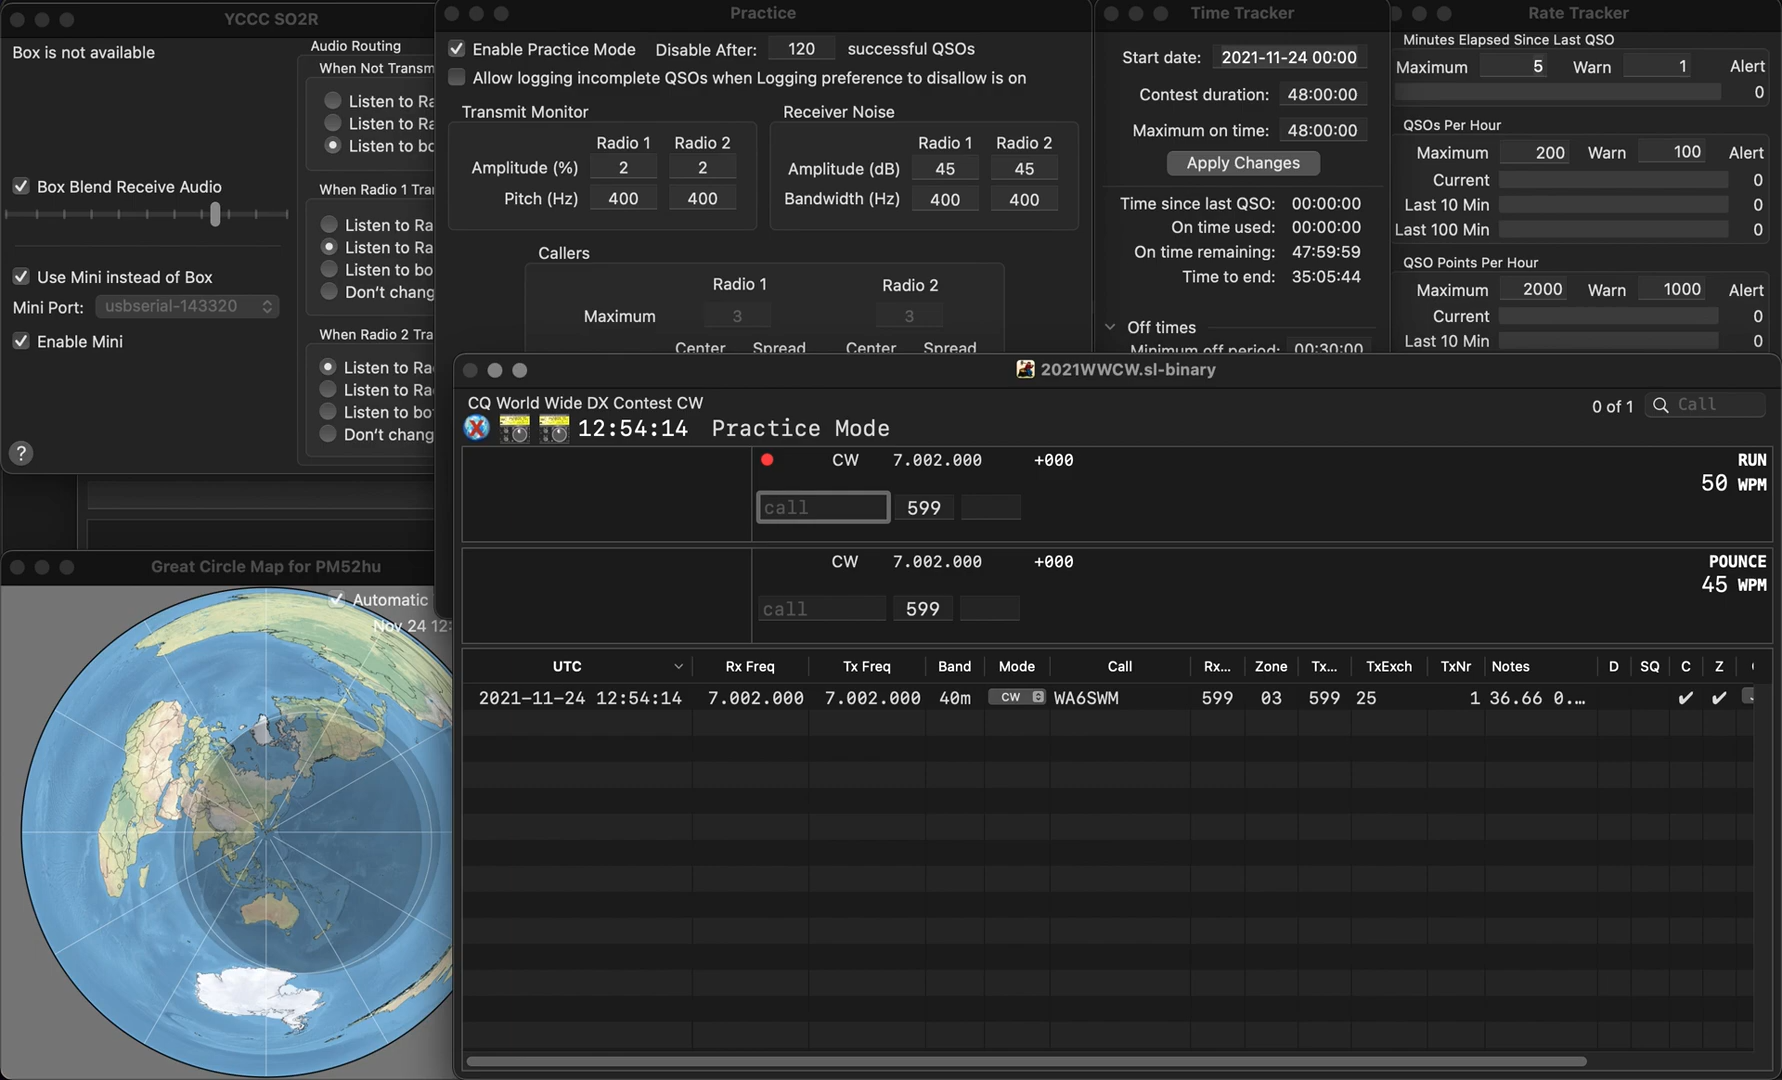 YCCC SO2R
Box is not available
Audio Routing
When Not Transm
Listen to Ra
Listen to Ra
Listen to bo
Box Blend Receive Audio
When Radio 1 Tra
Listen to Ra
Listen to Ra
Listen to bo
Don't chang
Use Mini instead of Box
Mini Port: usbserial-143320
Enable Mini
When Radio 2 Tra
Listen to Rad
Listen to Ra
Listen to bot
Don't chang
?
Practice
Enable Practice Mode Disable After: 120 successful QSOs
Allow logging incomplete QSOs when Logging preference to disallow is on
Transmit Monitor
Radio 1 Radio 2
Amplitude (%) 2 2
Pitch (Hz) 400 400
Receiver Noise
Radio 1 Radio 2
Amplitude (dB) 45 45
Bandwidth (Hz) 400 400
Callers
Radio 1 Radio 2
Maximum 3 3
Center Spread Center Spread
Time Tracker
Start date: 2021-11-24 00:00
Contest duration: 48:00:00
Maximum on time: 48:00:00
Apply Changes
Time since last QSO: 00:00:00
On time used: 00:00:00
On time remaining: 47:59:59
Time to end: 35:05:44
Off times
Minimum off period: 00:30:00
Rate Tracker
Minutes Elapsed Since Last QSO
Maximum 5 Warn 1 Alert
0
QSOs Per Hour
Maximum 200 Warn 100 Alert
Current 0
Last 10 Min 0
Last 100 Min 0
QSO Points Per Hour
Maximum 2000 Warn 1000 Alert
Current 0
Last 10 Min 0
2021WWCW.sl-binary
CQ World Wide DX Contest CW
0 of 1 Call
12:54:14 Practice Mode
CW 7.002.000 +000 RUN
50 WPM
call 599
CW 7.002.000 +000 POUNCE
45 WPM
call 599
UTC Rx Freq Tx Freq Band Mode Call Rx... Zone Tx... TxExch TxNr Notes D SQ C Z
2021-11-24 12:54:14 7.002.000 7.002.000 40m CW WA6SWM 599 03 599 25 1 36.66 0....
Great Circle Map for PM52hu
Automatic
Nov 24 12: